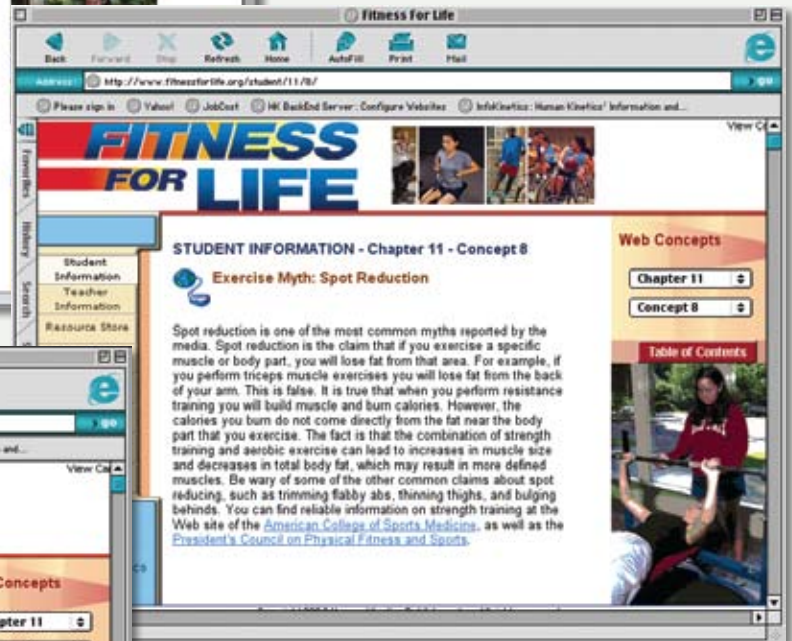 Fitness For Life
Back Forward Stop Refresh Home AutoFill Print Mail
Address: http://www.fitnessforlife.org/student/11/8/ go
Please sign in Yahoo! JobCost HK BackEnd Server: Configure Websites InfoKinetics: Human Kinetics' Information and...
Favorites
History
Search
FITNESS
FOR LIFE
Student
Information
Teacher
Information
Resource Store
STUDENT INFORMATION - Chapter 11 - Concept 8
Exercise Myth: Spot Reduction
Spot reduction is one of the most common myths reported by the
media. Spot reduction is the claim that if you exercise a specific
muscle or body part, you will lose fat from that area. For example, if
you perform triceps muscle exercises you will lose fat from the back
of your arm. This is false. It is true that when you perform resistance
training you will build muscle and burn calories. However, the
calories you burn do not come directly from the fat near the body
part that you exercise. The fact is that the combination of strength
training and aerobic exercise can lead to increases in muscle size
and decreases in total body fat, which may result in more defined
muscles. Be wary of some of the other common claims about spot
reducing, such as trimming flabby abs, thinning thighs, and bulging
behinds. You can find reliable information on strength training at the
Web site of the American College of Sports Medicine, as well as the
President's Council on Physical Fitness and Sports.
View
Web Concepts
Chapter 11
Concept 8
Table of Contents
go
and...
View
Concepts
pter 11